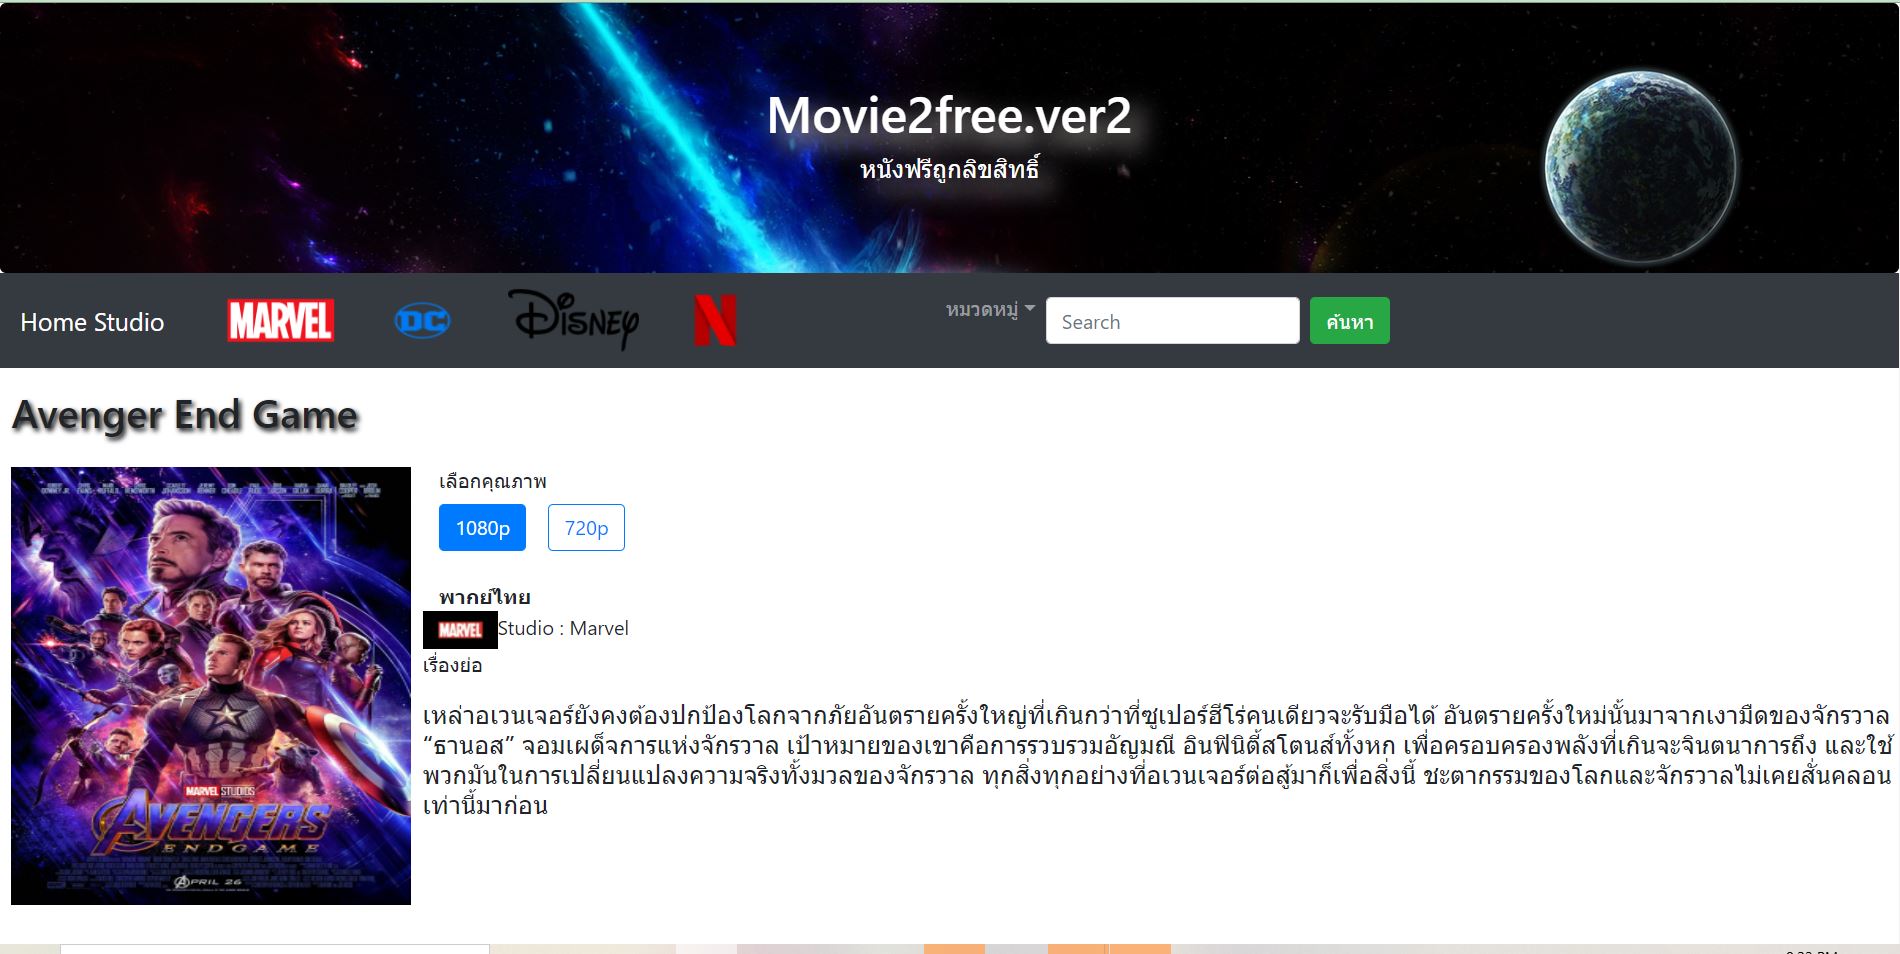 Movie2free.ver2
หนังฟรีถูกลิขสิทธิ์
Home Studio
MARVEL
DC
DISNEY
N
หมวดหมู่
Search
ค้นหา
Avenger End Game
เลือกคุณภาพ
1080p
720p
พากย์ไทย
MARVEL
Studio : Marvel
เรื่องย่อ
เหล่าอเวนเจอร์ยังคงต้องปกป้องโลกจากภัยอันตรายครั้งใหญ่ที่เกินกว่าที่ซูเปอร์ฮีโร่คนเดียวจะรับมือได้ อันตรายครั้งใหม่นั้นมาจากเงามืดของจักรวาล
“ธานอส” จอมเผด็จการแห่งจักรวาล เป้าหมายของเขาคือการรวบรวมอัญมณี อินฟินิตี้สโตนส์ทั้งหก เพื่อครอบครองพลังที่เกินจะจินตนาการถึง และใช้
พวกมันในการเปลี่ยนแปลงความจริงทั้งมวลของจักรวาล ทุกสิ่งทุกอย่างที่อเวนเจอร์ต่อสู้มาก็เพื่อสิ่งนี้ ชะตากรรมของโลกและจักรวาลไม่เคยสั่นคลอน
เท่านี้มาก่อน
MARVEL STUDIOS
AVENGERS
ENDGAME
APRIL 26